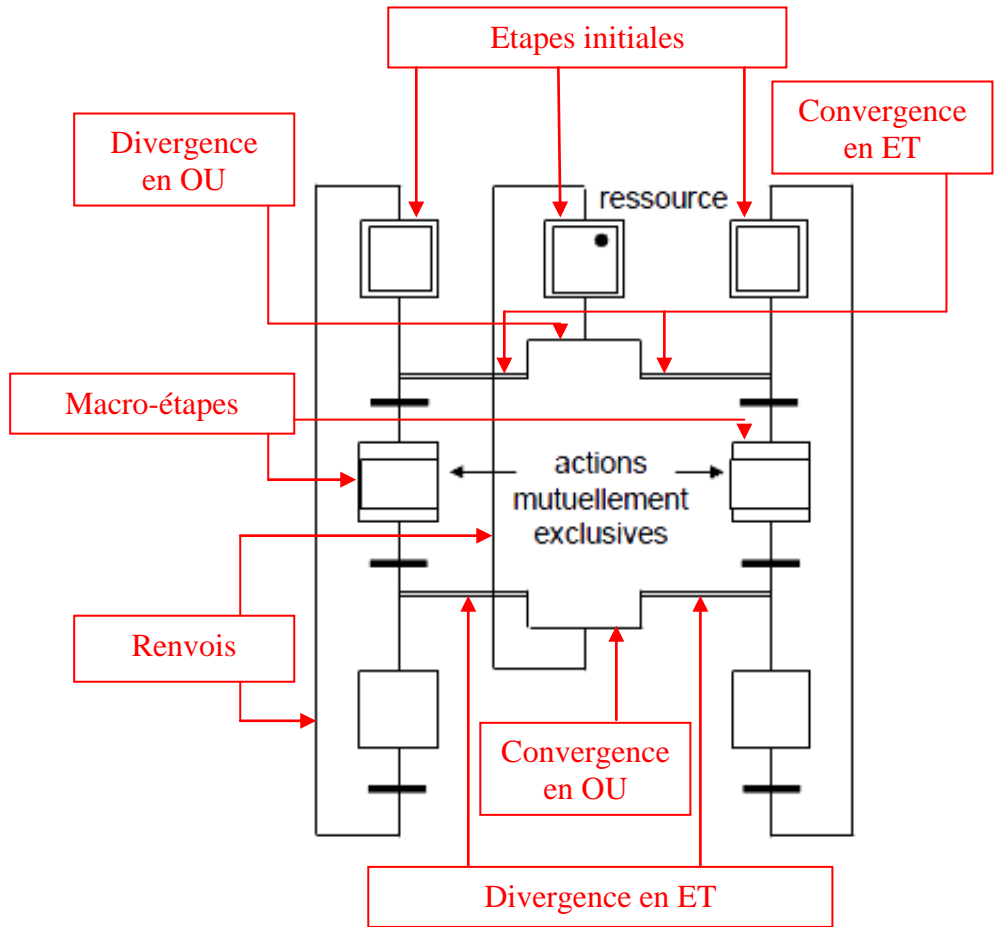 Etapes initiales
Convergence
en ET
Divergence
en OU
ressource
Macro-étapes
actions
mutuellement
exclusives
Renvois
Convergence
en OU
Divergence en ET